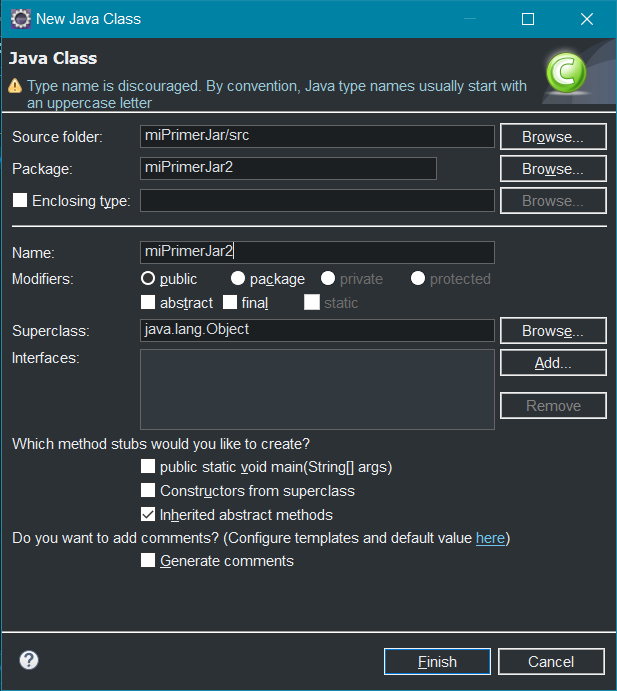 New Java Class
Java Class
Type name is discouraged. By convention, Java type names usually start with
an uppercase letter
Source folder: miPrimerJar/src Browse...
Package: miPrimerJar2 Browse...
Enclosing type: Browse...
Name: miPrimerJar2
Modifiers: public package private protected
abstract final static
Superclass: java.lang.Object Browse...
Interfaces: Add...
Remove
Which method stubs would you like to create?
public static void main(String[] args)
Constructors from superclass
Inherited abstract methods
Do you want to add comments? (Configure templates and default value here)
Generate comments
? Finish Cancel